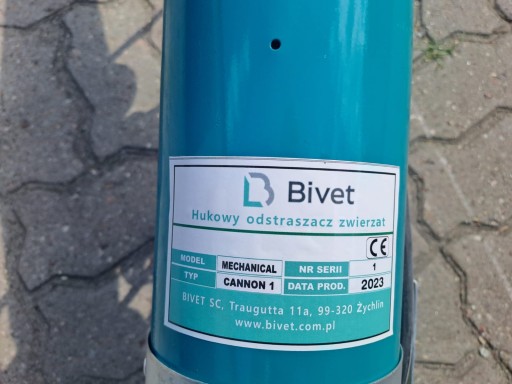 Bivet
Hukowy odstraszacz zwierzat
CE
MODEL MECHANICAL NR SERII 1
TYP CANNON 1 DATA PROD. 2023
BIVET SC, Traugutta 11a, 99-320 Żychlin
www.bivet.com.pl